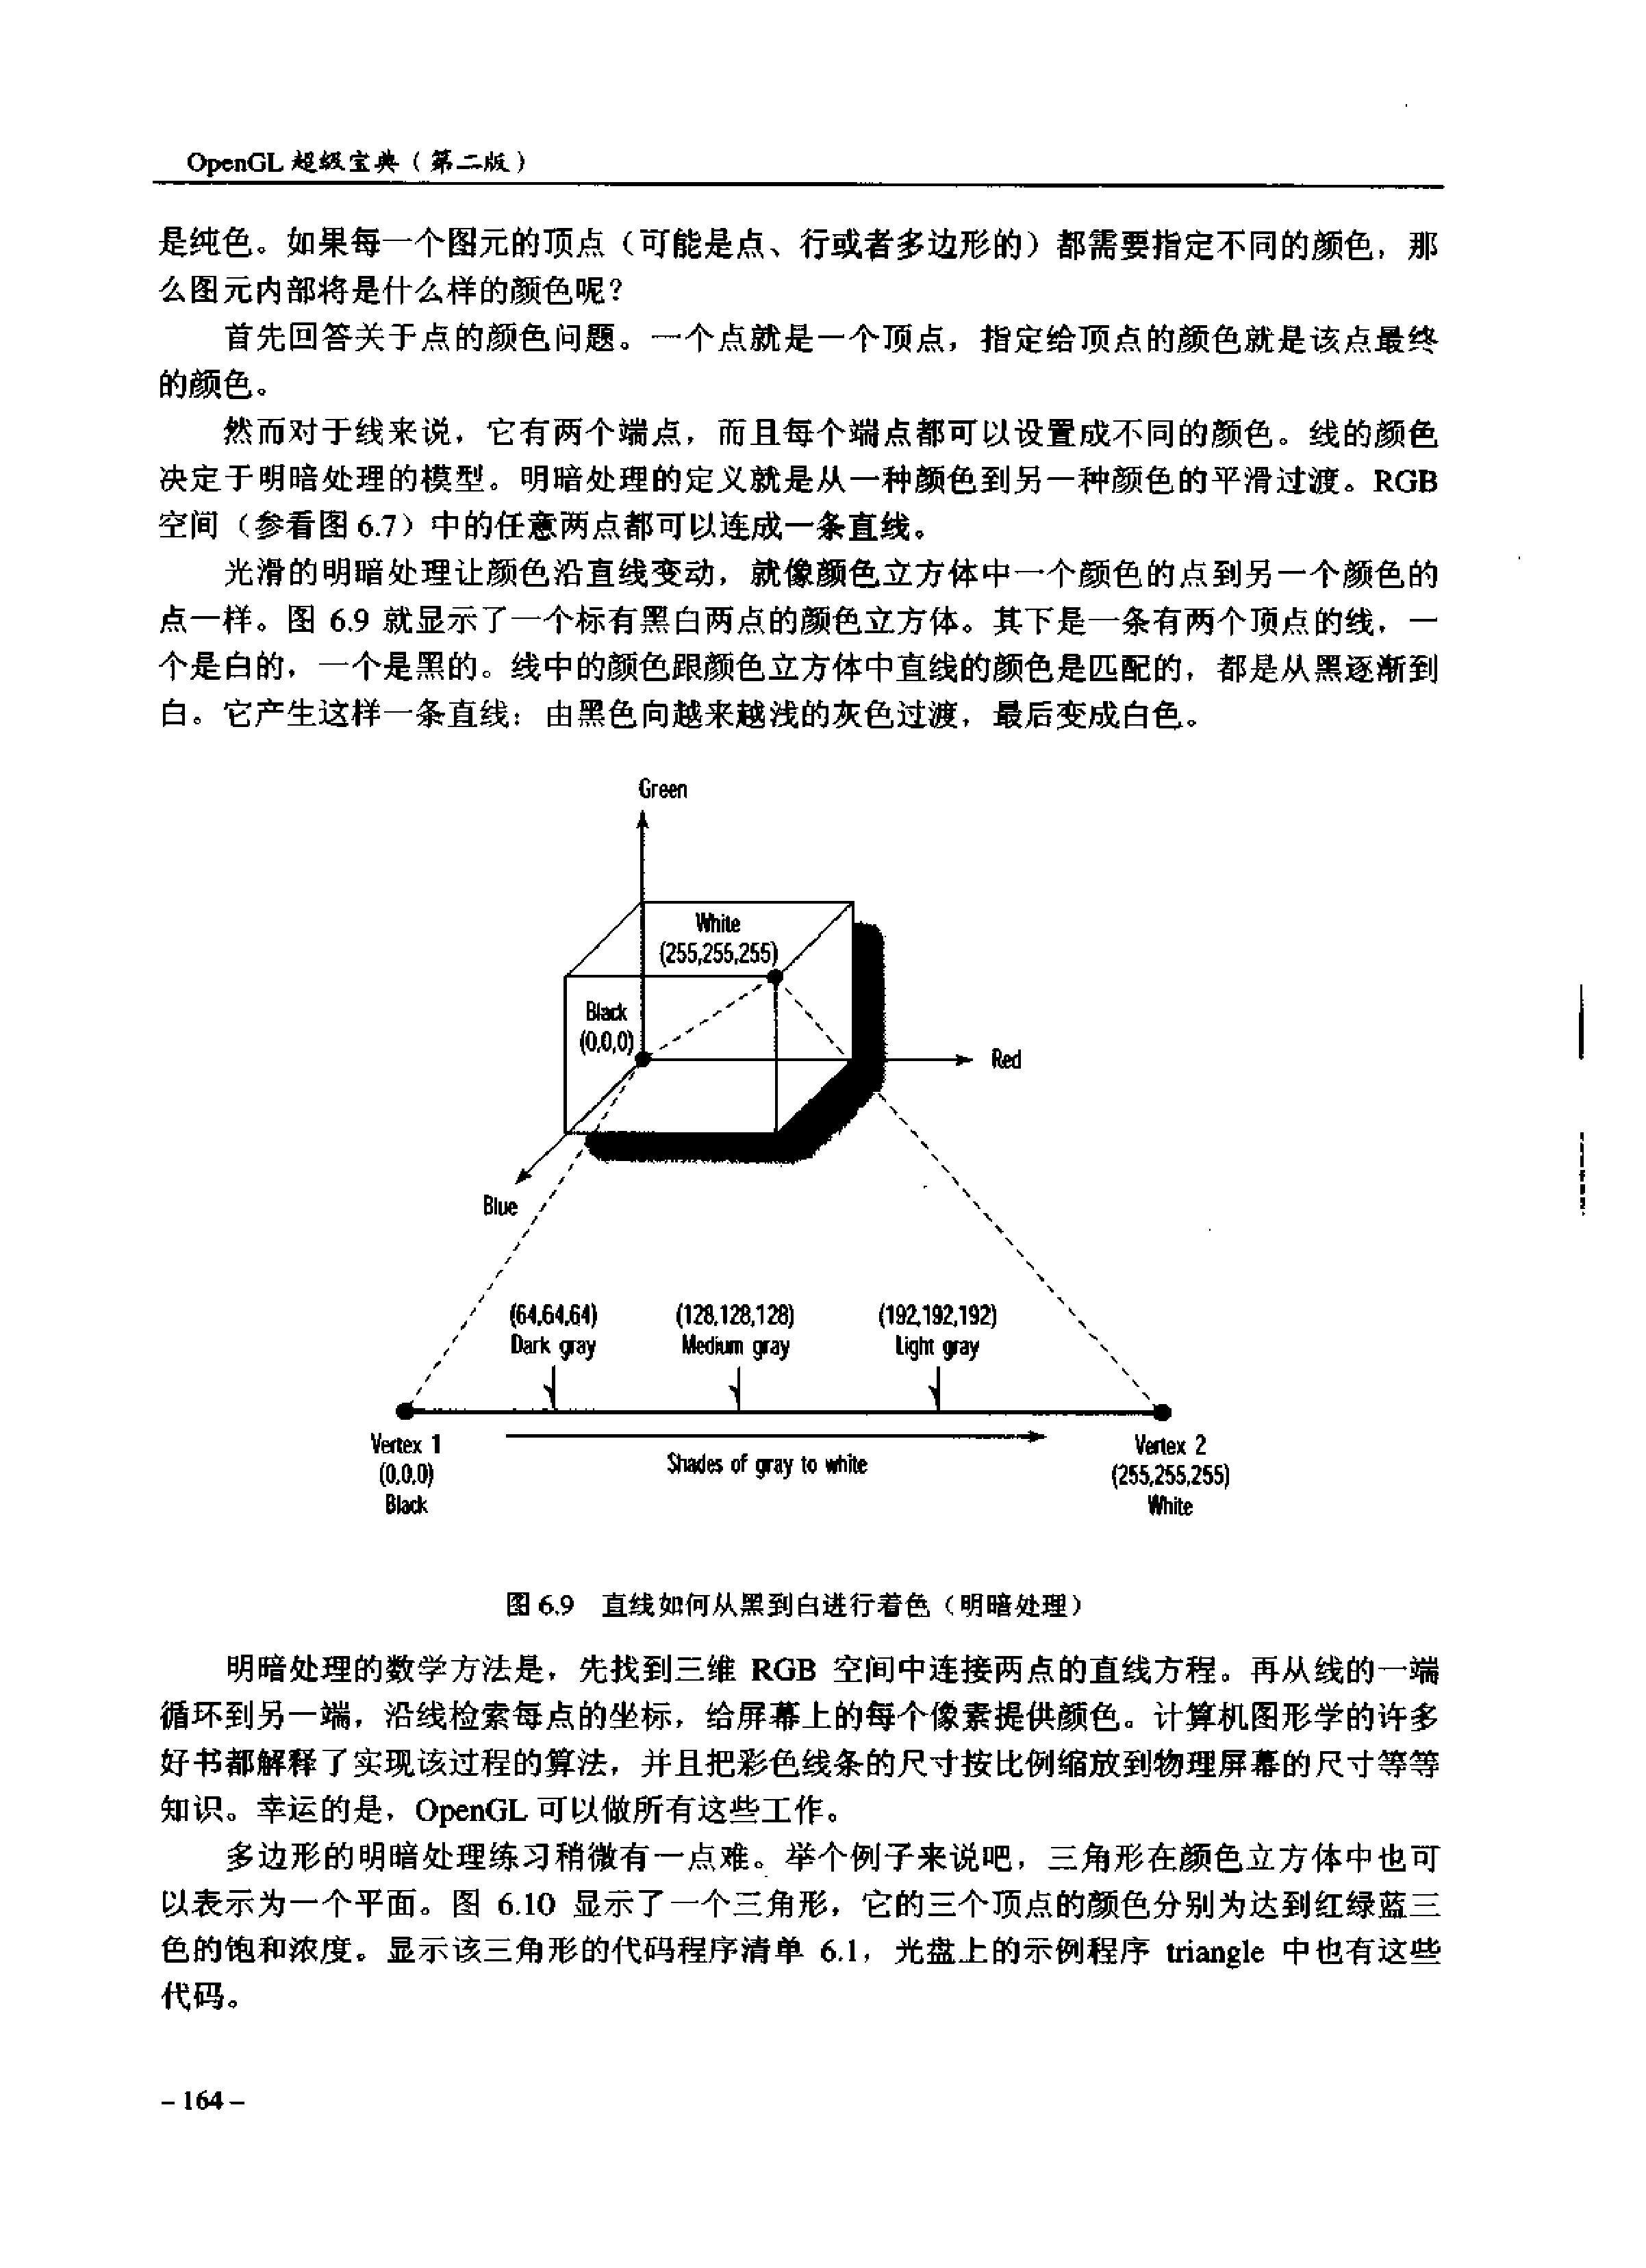 OpenGL 超级宝典（第二版）
是纯色。如果每一个图元的顶点（可能是点、行或者多边形的）都需要指定不同的颜色，那
么图元内部将是什么样的颜色呢？
首先回答关于点的颜色问题。一个点就是一个顶点，指定给顶点的颜色就是该点最终
的颜色。
然而对于线来说，它有两个端点，而且每个端点都可以设置成不同的颜色。线的颜色
决定于明暗处理的模型。明暗处理的定义就是从一种颜色到另一种颜色的平滑过渡。RGB
空间（参看图 6.7）中的任意两点都可以连成一条直线。
光滑的明暗处理让颜色沿直线变动，就像颜色立方体中一个颜色的点到另一个颜色的
点一样。图 6.9 就显示了一个标有黑白两点的颜色立方体。其下是一条有两个顶点的线，一
个是白的，一个是黑的。线中的颜色跟颜色立方体中直线的颜色是匹配的，都是从黑逐渐到
白。它产生这样一条直线：由黑色向越来越浅的灰色过渡，最后变成白色。
Green
White
(255,255,255)
Black
(0,0,0)
Red
Blue
(64,64,64) (128,128,128) (192,192,192)
Dark gray Medium gray Light gray
Vertex 1 Vertex 2
Shades of gray to white
(0,0,0) (255,255,255)
Black White
图 6.9 直线如何从黑到白进行着色（明暗处理）
明暗处理的数学方法是，先找到三维 RGB 空间中连接两点的直线方程。再从线的一端
循环到另一端，沿线检索每点的坐标，给屏幕上的每个像素提供颜色。计算机图形学的许多
好书都解释了实现该过程的算法，并且把彩色线条的尺寸按比例缩放到物理屏幕的尺寸等等
知识。幸运的是，OpenGL 可以做所有这些工作。
多边形的明暗处理练习稍微有一点难。举个例子来说吧，三角形在颜色立方体中也可
以表示为一个平面。图 6.10 显示了一个三角形，它的三个顶点的颜色分别为达到红绿蓝三
色的饱和浓度。显示该三角形的代码程序清单 6.1，光盘上的示例程序 triangle 中也有这些
代码。
- 164 -